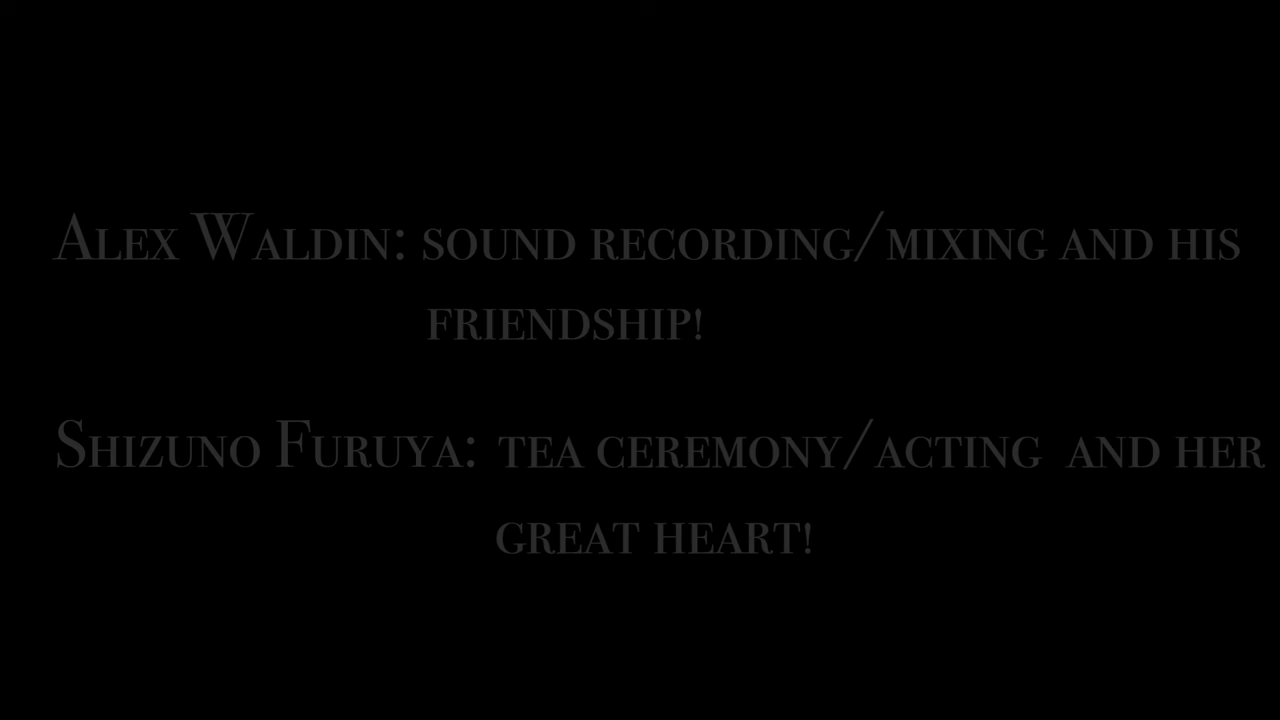 Alex Waldin: sound recording/mixing and his
friendship!
Shizuno Furuya: tea ceremony/acting and her
great heart!